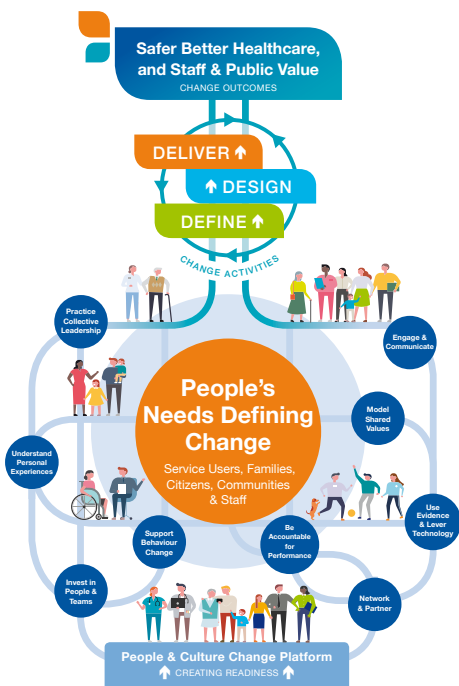 Safer Better Healthcare,
and Staff & Public Value
CHANGE OUTCOMES
DELIVER
DESIGN
DEFINE
CHANGE ACTIVITIES
Practice
Collective
Leadership
Engage &
Communicate
People's
Needs Defining
Change
Service Users, Families,
Citizens, Communities
& Staff
Model
Shared
Values
Understand
Personal
Experiences
Use
Evidence
& Lever
Technology
Support
Behaviour
Change
Be
Accountable
for
Performance
Invest in
People &
Teams
Network
& Partner
People & Culture Change Platform
CREATING READINESS